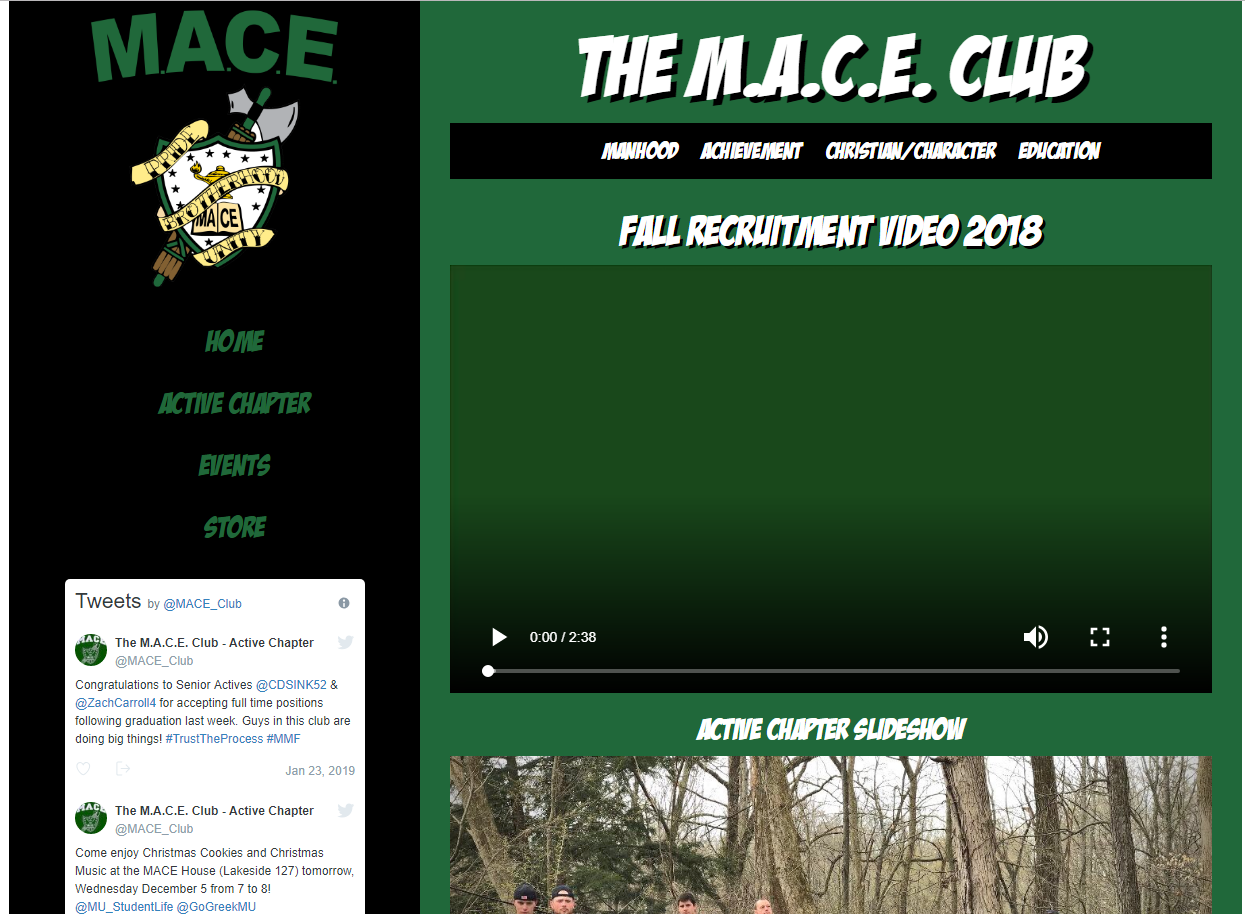 M.A.C.E.
PRIDE
BROTHERHOOD
MACE
UNITY
HOME
ACTIVE CHAPTER
EVENTS
STORE
Tweets by @MACE_Club
The M.A.C.E. Club - Active Chapter
@MACE_Club
Congratulations to Senior Actives @CDSINK52 &
@ZachCarroll4 for accepting full time positions
following graduation last week. Guys in this club are
doing big things! #TrustTheProcess #MMF
Jan 23, 2019
The M.A.C.E. Club - Active Chapter
@MACE_Club
Come enjoy Christmas Cookies and Christmas
Music at the MACE House (Lakeside 127) tomorrow,
Wednesday December 5 from 7 to 8!
@MU_StudentLife @GoGreekMU
THE M.A.C.E. CLUB
MANHOOD ACHIEVEMENT CHRISTIAN/CHARACTER EDUCATION
FALL RECRUITMENT VIDEO 2018
0:00 / 2:38
ACTIVE CHAPTER SLIDESHOW